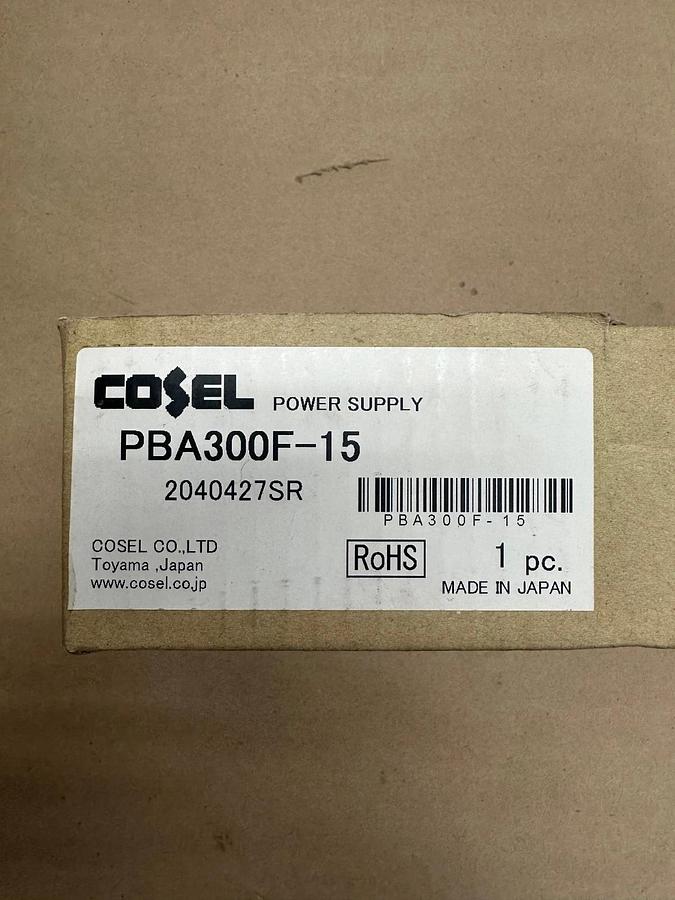 COSEL POWER SUPPLY
PBA300F-15
2040427SR
PBA300F-15
COSEL CO.,LTD
Toyama ,Japan
www.cosel.co.jp
RoHS
1 pc.
MADE IN JAPAN